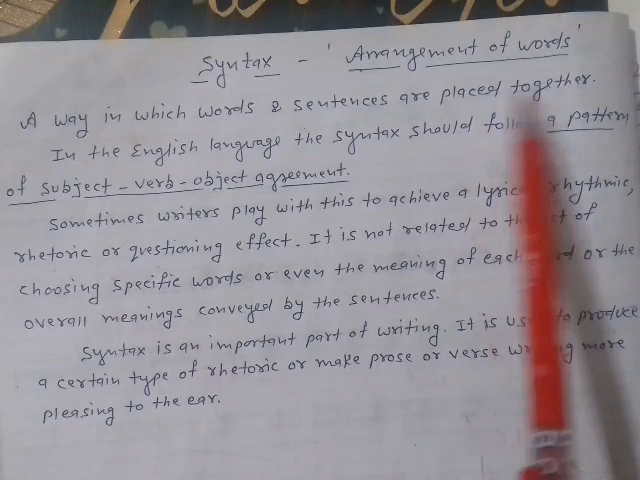 Syntax - 'Arrangement of words'
A way in which words & sentences are placed together.
In the English language the syntax should a pattern
of subject-verb-object agreement.
Sometimes writers play with this to achieve a rhythmic,
rhetoric or questioning effect. It is not related to of
choosing specific words or even the meaning of each or the
overall meanings conveyed by the sentences.
Syntax is an important part of writing. It is to produce
a certain type of rhetoric or make prose or verse more
pleasing to the ear.